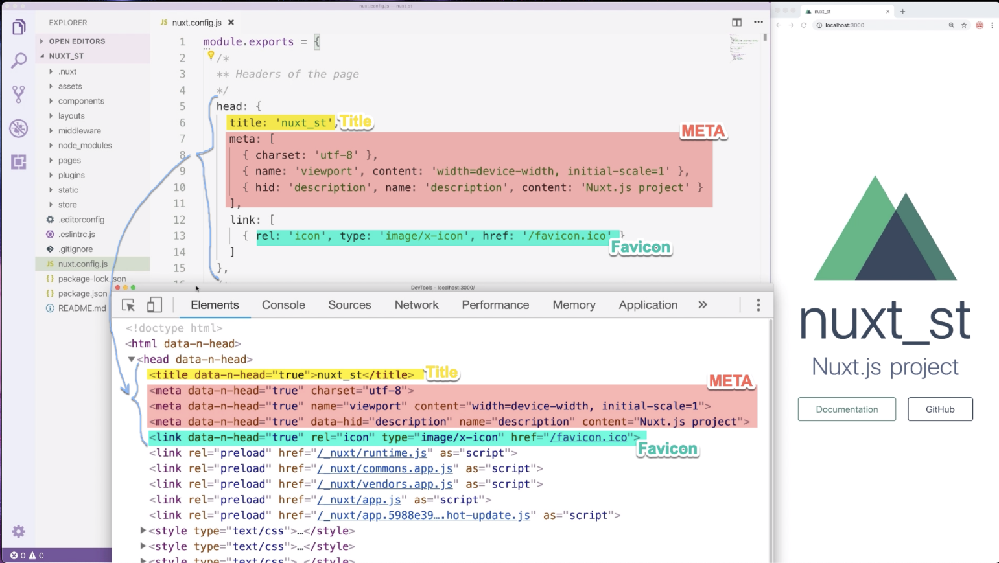 nuxt.config.js — nuxt_st
EXPLORER
OPEN EDITORS
NUXT_ST
.nuxt
assets
components
layouts
middleware
node_modules
pages
plugins
static
store
.editorconfig
.eslintrc.js
.gitignore
JS nuxt.config.js
{} package-lock son
{} package.json
README.md
0 0
JS nuxt.config.js
1 module.exports = {
2 /*
3 ** Headers of the page
4 */
5 head: {
6 title: 'nuxt_st', Title
META
7 meta: [
8 { charset: 'utf-8' },
9 { name: 'viewport', content: 'width=device-width, initial-scale=1' },
10 { hid: 'description', name: 'description', content: 'Nuxt.js project' }
11 ],
12 link: [
13 { rel: 'icon', type: 'image/x-icon', href: '/favicon.ico' }
Favicon
14 ]
15 },
DevTools - localhost:3000/
Elements Console Sources Network Performance Memory Application »
<!doctype html>
<html data-n-head>
<head data-n-head>
<title data-n-head="true">nuxt_st</title> Title
META
<meta data-n-head="true" charset="utf-8">
<meta data-n-head="true" name="viewport" content="width=device-width, initial-scale=1">
<meta data-n-head="true" data-hid="description" name="description" content="Nuxt.js project">
<link data-n-head="true" rel="icon" type="image/x-icon" href="/favicon.ico">
Favicon
<link rel="preload" href="/_nuxt/runtime.js" as="script">
<link rel="preload" href="/_nuxt/commons.app.js" as="script">
<link rel="preload" href="/_nuxt/vendors.app.js" as="script">
<link rel="preload" href="/_nuxt/app.js" as="script">
<link rel="preload" href="/_nuxt/app.5988e39….hot-update.js" as="script">
<style type="text/css">…</style>
<style type="text/css">…</style>
<style type="text/css"> </style>
nuxt_st
localhost:3000
nuxt_st
Nuxt.js project
Documentation
GitHub